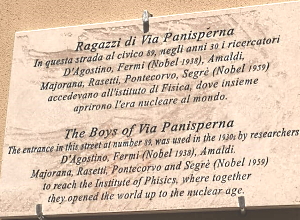 Ragazzi di Via Panisperna
In questa strada al civico 89, negli anni 30 i ricercatori
D'Agostino, Fermi (Nobel 1938), Amaldi,
Majorana, Rasetti, Pontecorvo, Segrè (Nobel 1959)
accedevano all'istituto di Fisica, dove insieme
aprirono l'era nucleare al mondo.
The Boys of Via Panisperna
The entrance in this street at number 89, was used in the 1930s by researchers
D'Agostino, Fermi (Nobel 1938), Amaldi.
Majorana, Rasetti, Pontecorvo and Segrè (Nobel 1959)
to reach the Institute of Phisics, where together
they opened the world up to the nuclear age.